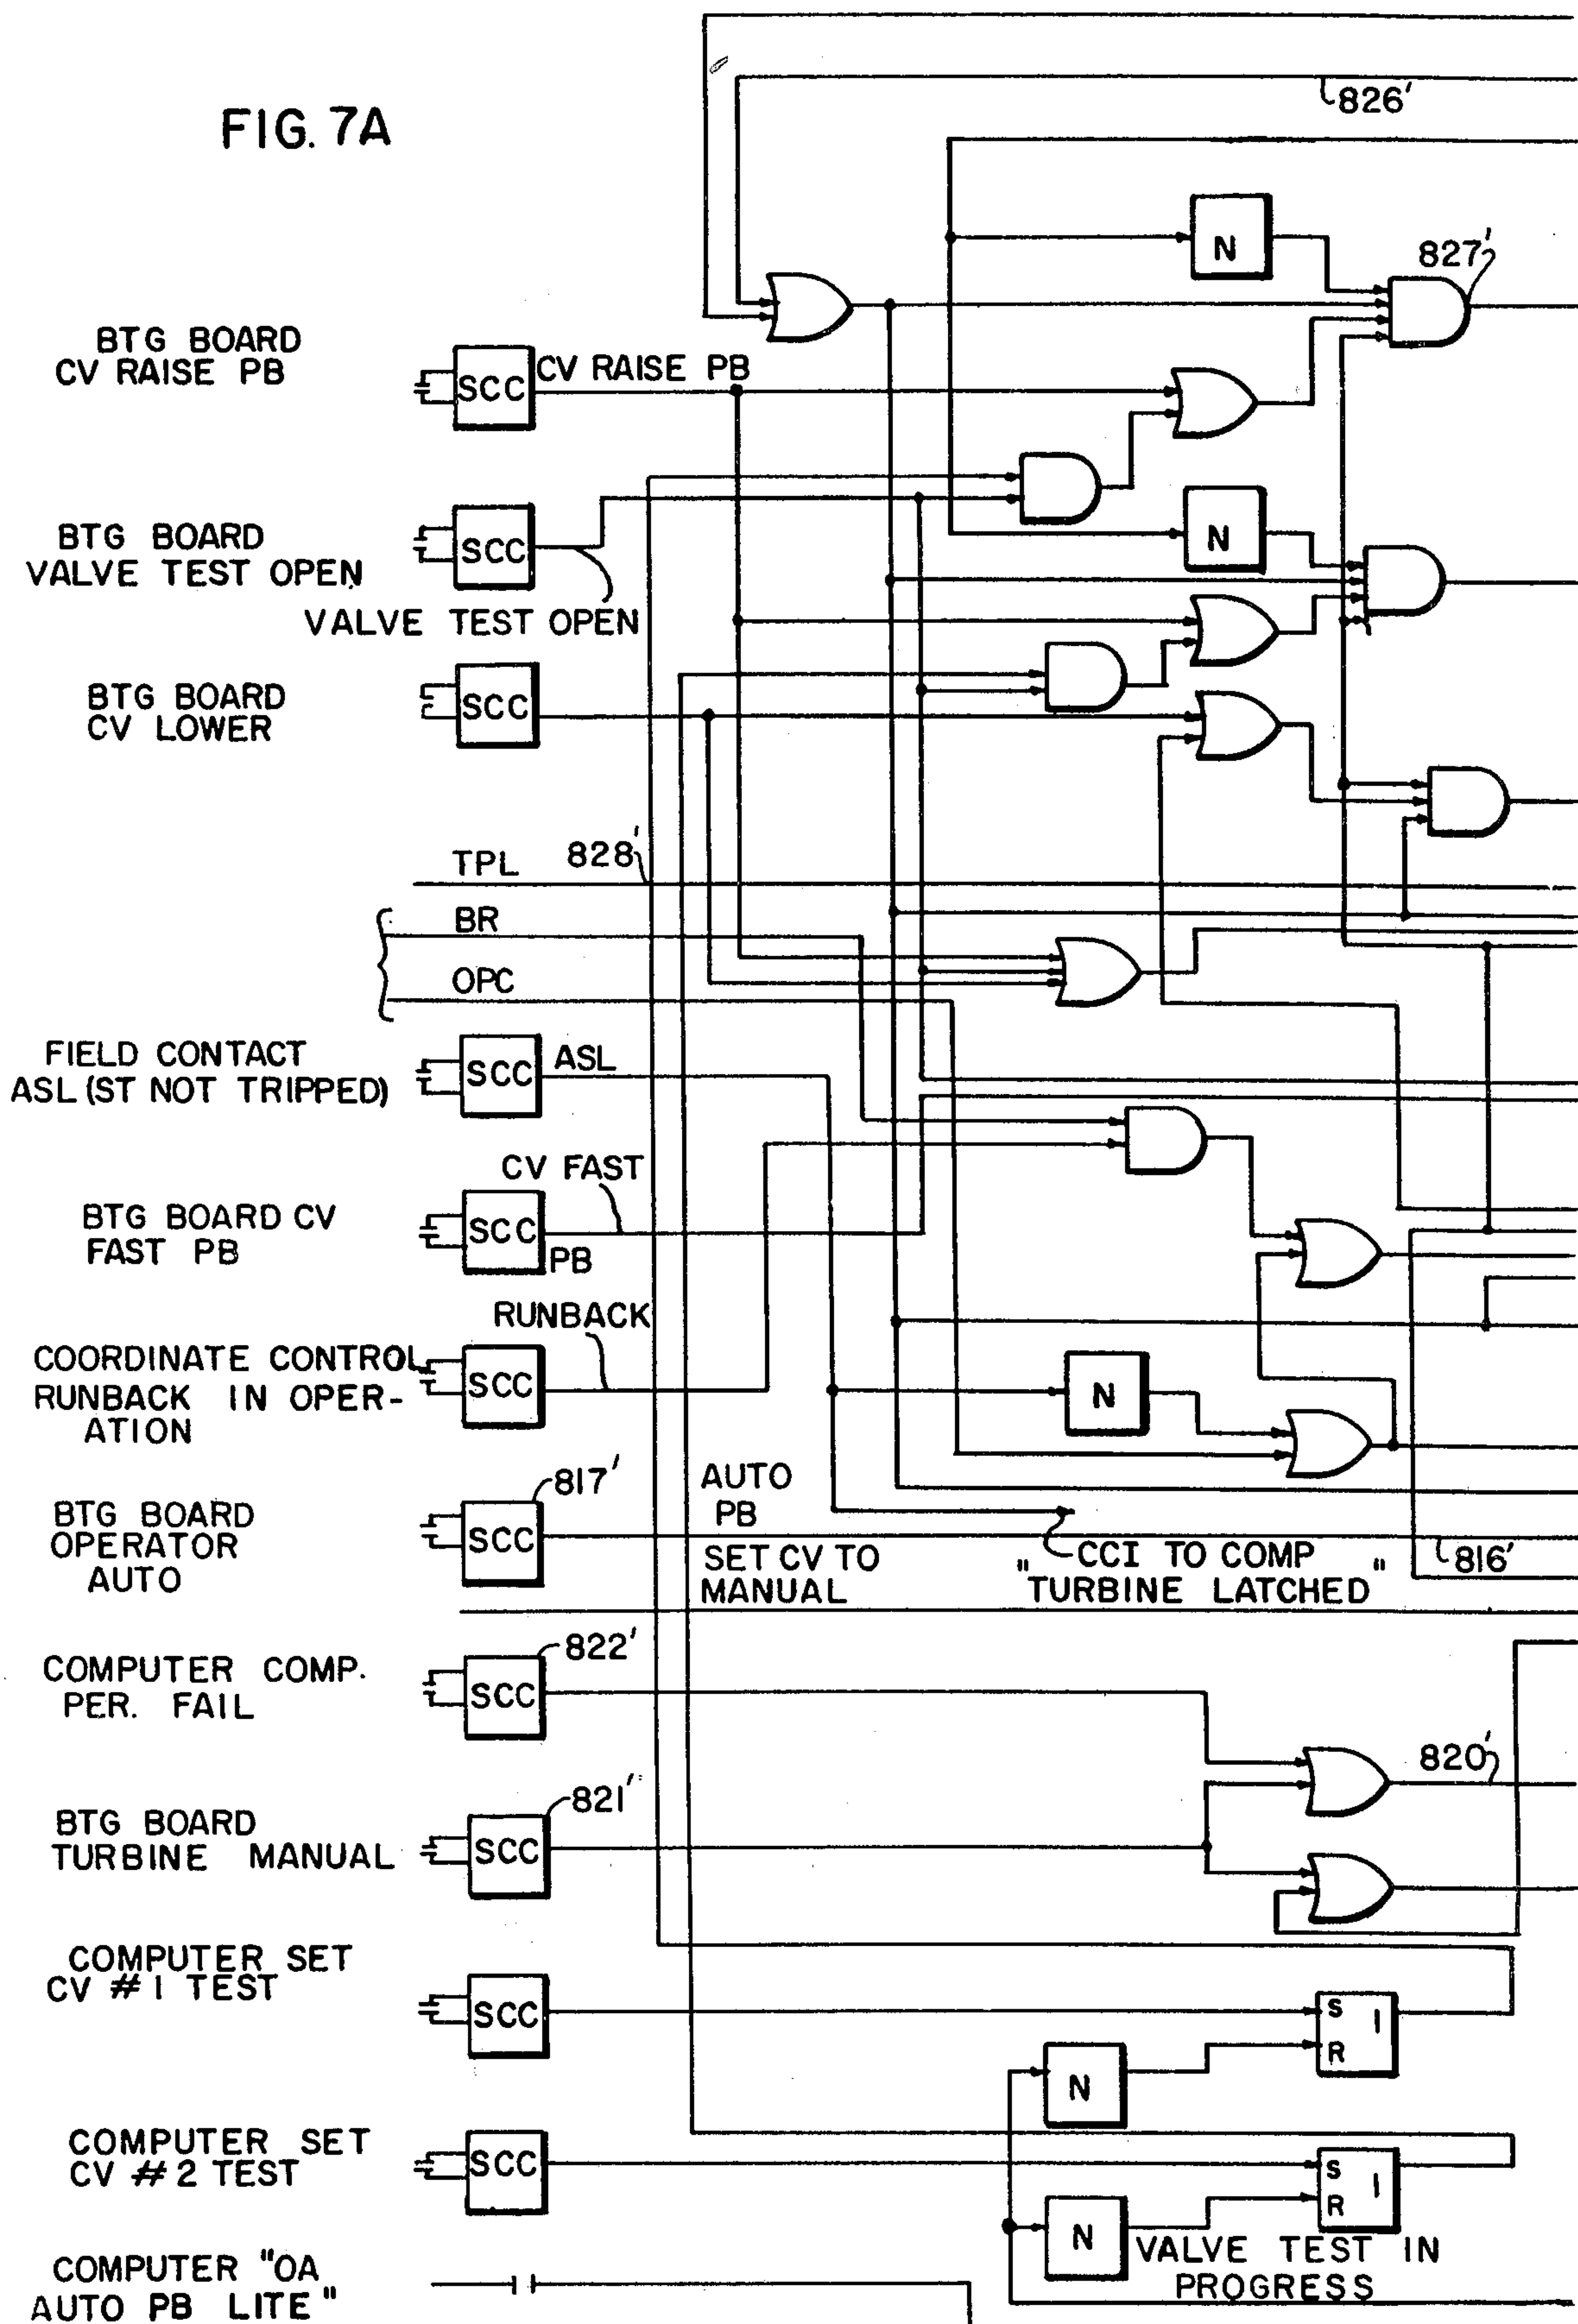 FIG. 7A
826'
N
827'
BTG BOARD
CV RAISE PB
SCC
CV RAISE PB
BTG BOARD
VALVE TEST OPEN
SCC
VALVE TEST OPEN
N
BTG BOARD
CV LOWER
SCC
TPL
828'
BR
OPC
FIELD CONTACT
ASL (ST NOT TRIPPED)
SCC
ASL
BTG BOARD CV
FAST PB
SCC
CV FAST
PB
COORDINATE CONTROL
RUNBACK IN OPER-
ATION
SCC
RUNBACK
N
BTG BOARD
OPERATOR
AUTO
SCC
817'
AUTO
PB
SET CV TO
MANUAL
CCI TO COMP
"TURBINE LATCHED"
816'
COMPUTER COMP.
PER. FAIL
SCC
822'
820'
BTG BOARD
TURBINE MANUAL
SCC
821'
COMPUTER SET
CV #1 TEST
SCC
S
1
R
N
COMPUTER SET
CV #2 TEST
SCC
S
1
R
N
VALVE TEST IN
PROGRESS
COMPUTER "OA
AUTO PB LITE"